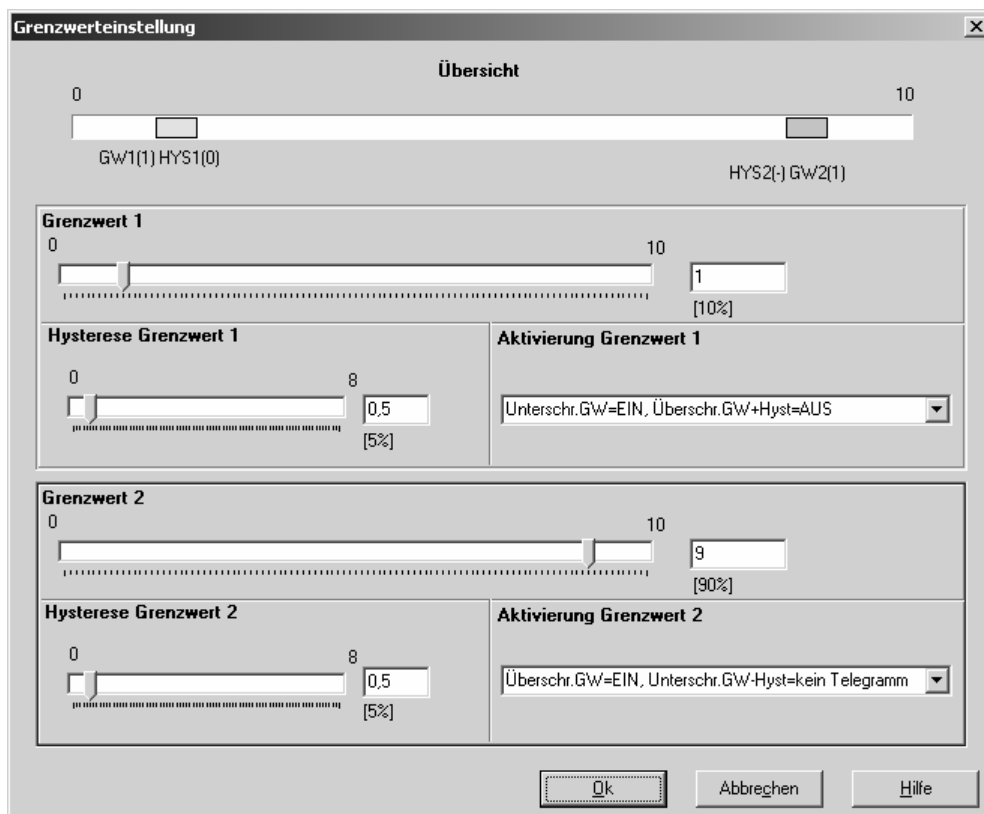 Grenzwerteinstellung
Übersicht
0 10
GW1(1) HYS1(0)
HYS2(-) GW2(1)
Grenzwert 1
0 10
1
[10%]
Hysterese Grenzwert 1
0 8
0,5
[5%]
Aktivierung Grenzwert 1
Unterschr.GW=EIN, Überschr.GW+Hyst=AUS
Grenzwert 2
0 10
9
[90%]
Hysterese Grenzwert 2
0 8
0,5
[5%]
Aktivierung Grenzwert 2
Überschr.GW=EIN, Unterschr.GW-Hyst=kein Telegramm
Ok Abbrechen Hilfe